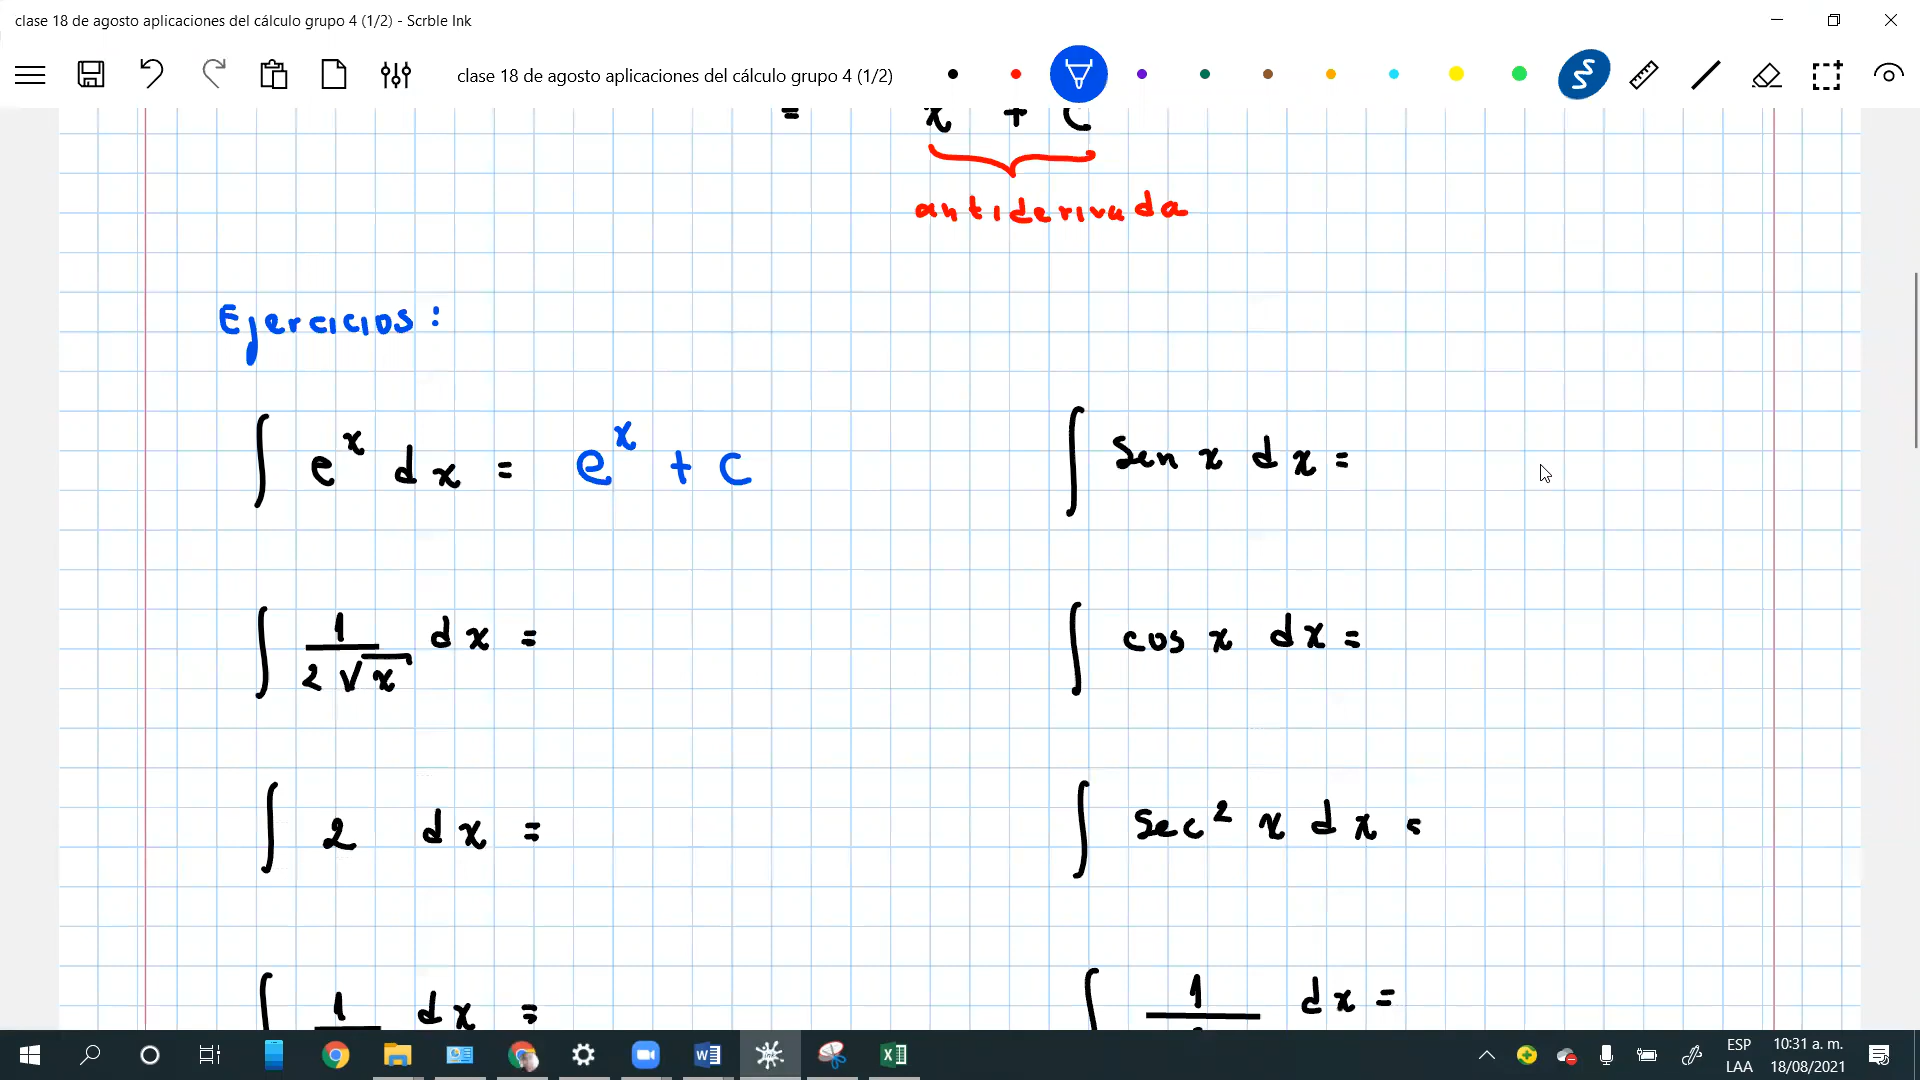 clase 18 de agosto aplicaciones del cálculo grupo 4 (1/2) - Scrble Ink
clase 18 de agosto aplicaciones del cálculo grupo 4 (1/2)
= x + C
antiderivada
Ejercicios:
∫ e^x dx = e^x + C
∫ Sen x dx =
∫ 1/(2√x) dx =
∫ cos x dx =
∫ 2 dx =
∫ Sec² x dx =
∫ 1 dx =
∫ 1 dx =
ESP
LAA
10:31 a. m.
18/08/2021